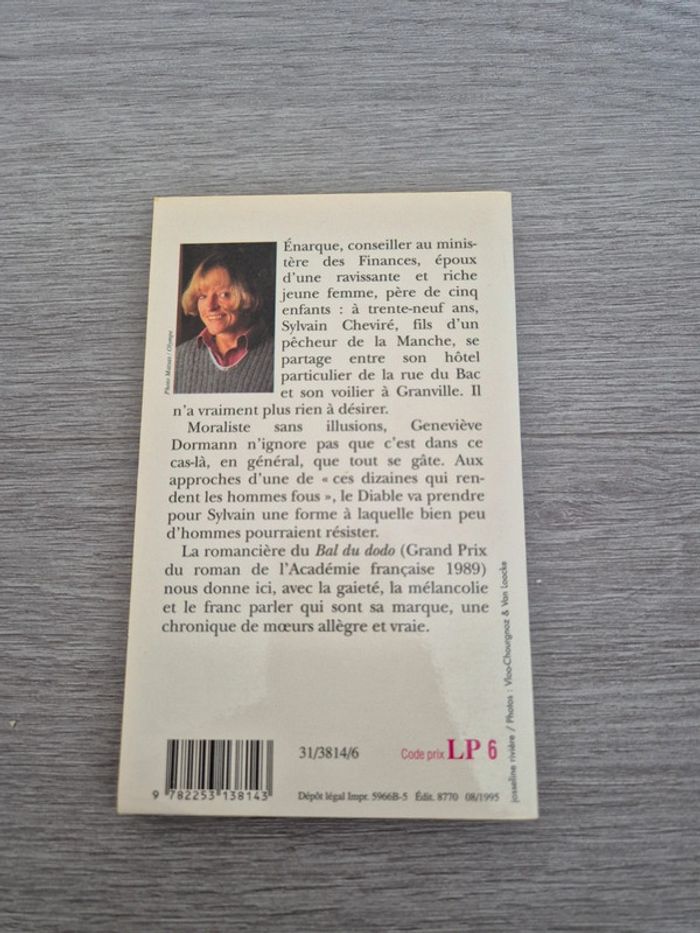 Énarque, conseiller au minis-
tère des Finances, époux
d'une ravissante et riche
jeune femme, père de cinq
enfants : à trente-neuf ans,
Sylvain Cheviré, fils d'un
pêcheur de la Manche, se
partage entre son hôtel
particulier de la rue du Bac
et son voilier à Granville. Il
n'a vraiment plus rien à désirer.
Moraliste sans illusions, Geneviève
Dormann n'ignore pas que c'est dans ce
cas-là, en général, que tout se gâte. Aux
approches d'une de « ces dizaines qui ren-
dent les hommes fous », le Diable va prendre
pour Sylvain une forme à laquelle bien peu
d'hommes pourraient résister.
La romancière du Bal du dodo (Grand Prix
du roman de l'Académie française 1989)
nous donne ici, avec la gaieté, la mélancolie
et le franc parler qui sont sa marque, une
chronique de mœurs allègre et vraie.
Photo Matsas / Olympe
josseline rivière / Photos : Vloo-Chourgnoz & Van Loocke
31/3814/6
Code prix LP 6
9 782253 138143
Dépôt légal Impr. 5966B-5 Édit. 8770 08/1995